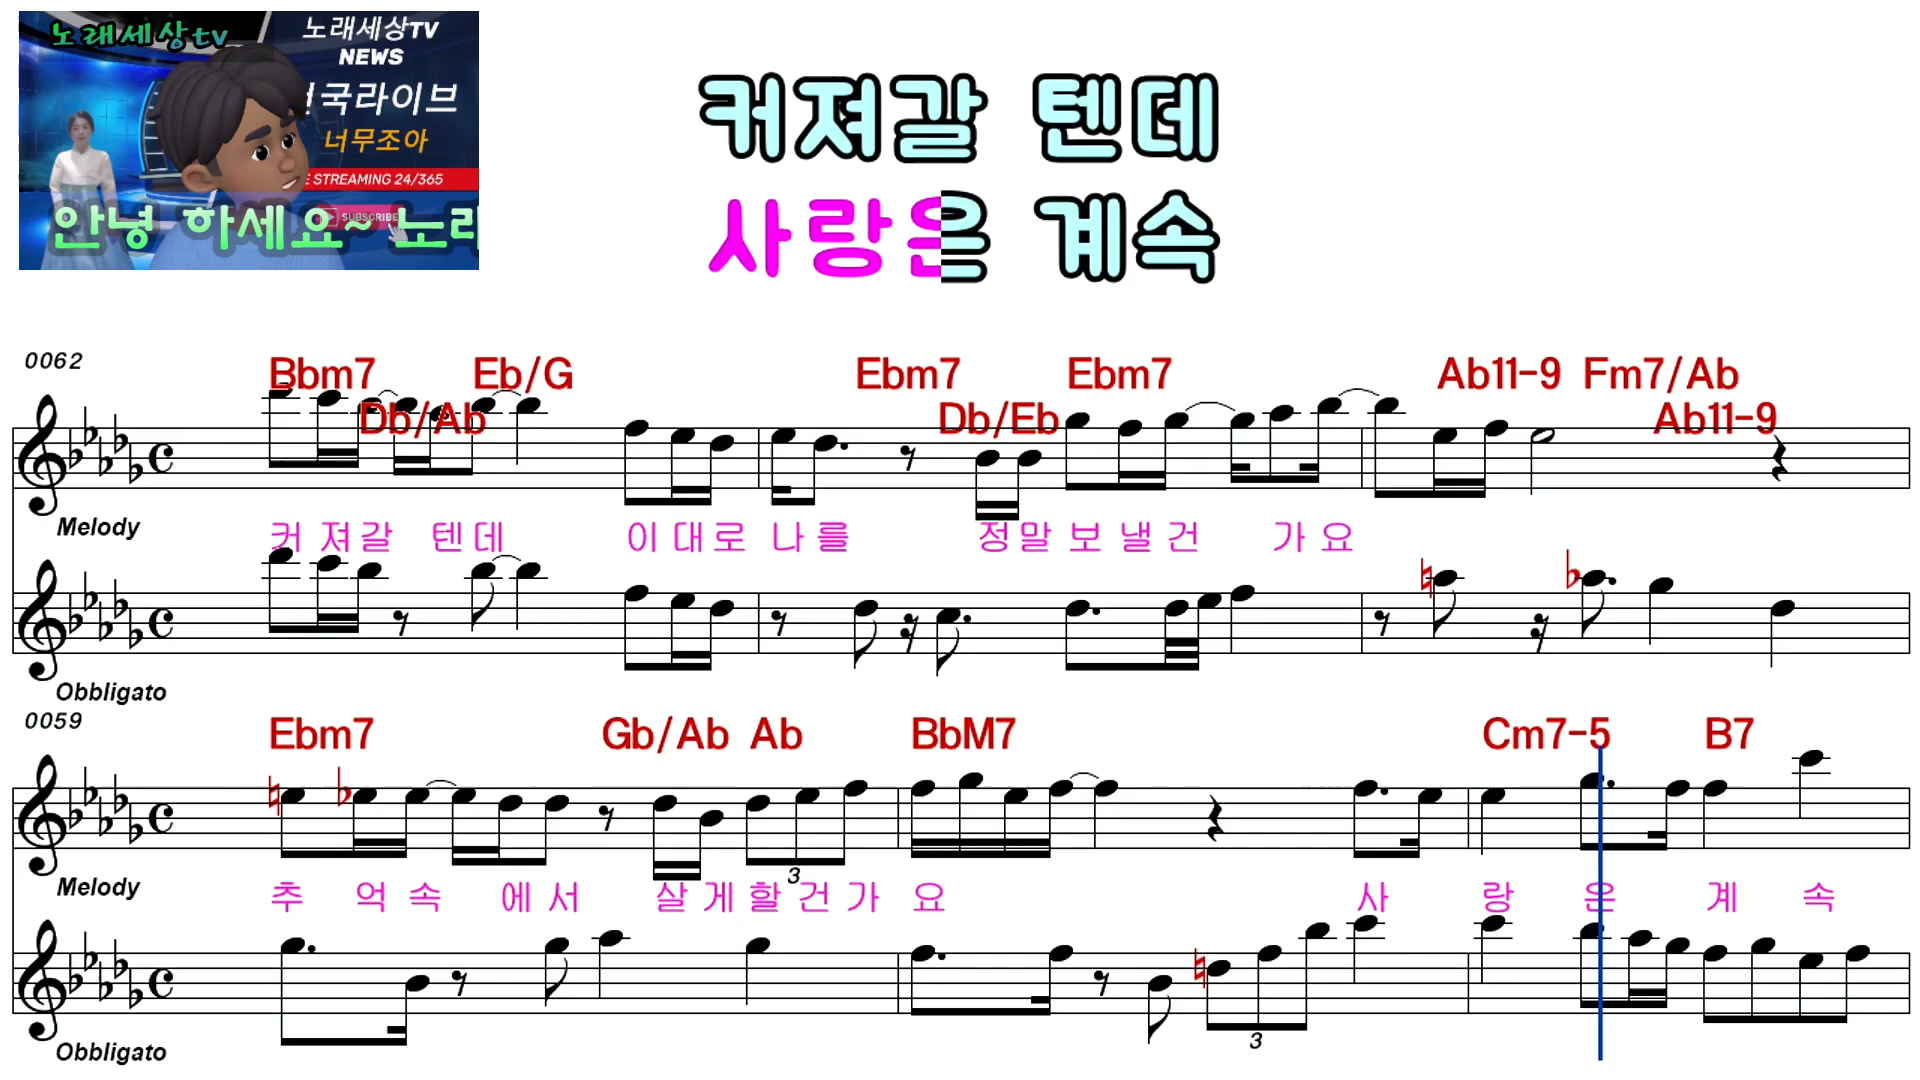 노래세상tv
노래세상TV
NEWS
국라이브
너무조아
STREAMING 24/365
SUBSCRIBE
안녕 하세요~ 노래
커져갈 텐데
사랑은 계속
0062
Bbm7 Eb/G Ebm7 Ebm7 Ab11-9 Fm7/Ab
Db/Ab Db/Eb Ab11-9
Melody
커 져 갈 텐 데 이 대 로 나 를 정 말 보 낼 건 가 요
Obbligato
0059
Ebm7 Gb/Ab Ab BbM7 Cm7-5 B7
3
Melody
추 억 속 에 서 살 게 할 건 가 요 사 랑 은 계 속
3
Obbligato